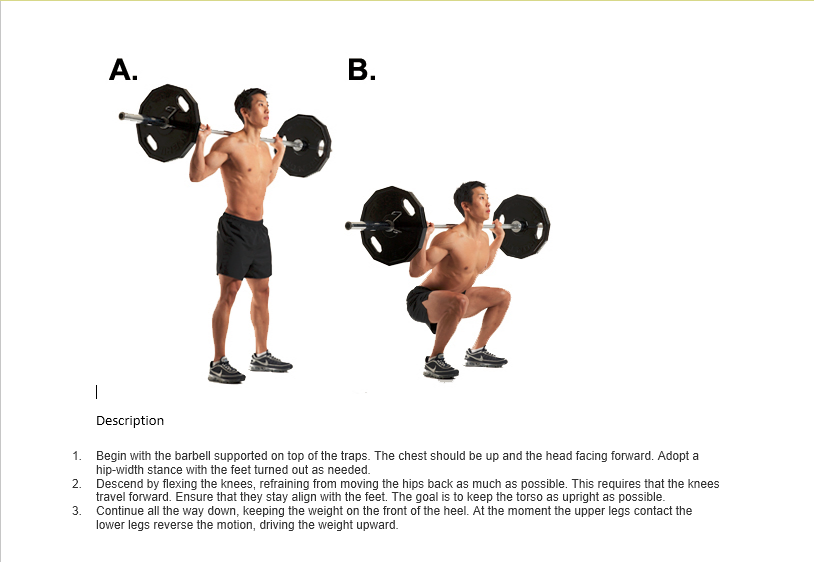 A. B.
Description
1. Begin with the barbell supported on top of the traps. The chest should be up and the head facing forward. Adopt a
hip-width stance with the feet turned out as needed.
2. Descend by flexing the knees, refraining from moving the hips back as much as possible. This requires that the knees
travel forward. Ensure that they stay align with the feet. The goal is to keep the torso as upright as possible.
3. Continue all the way down, keeping the weight on the front of the heel. At the moment the upper legs contact the
lower legs reverse the motion, driving the weight upward.